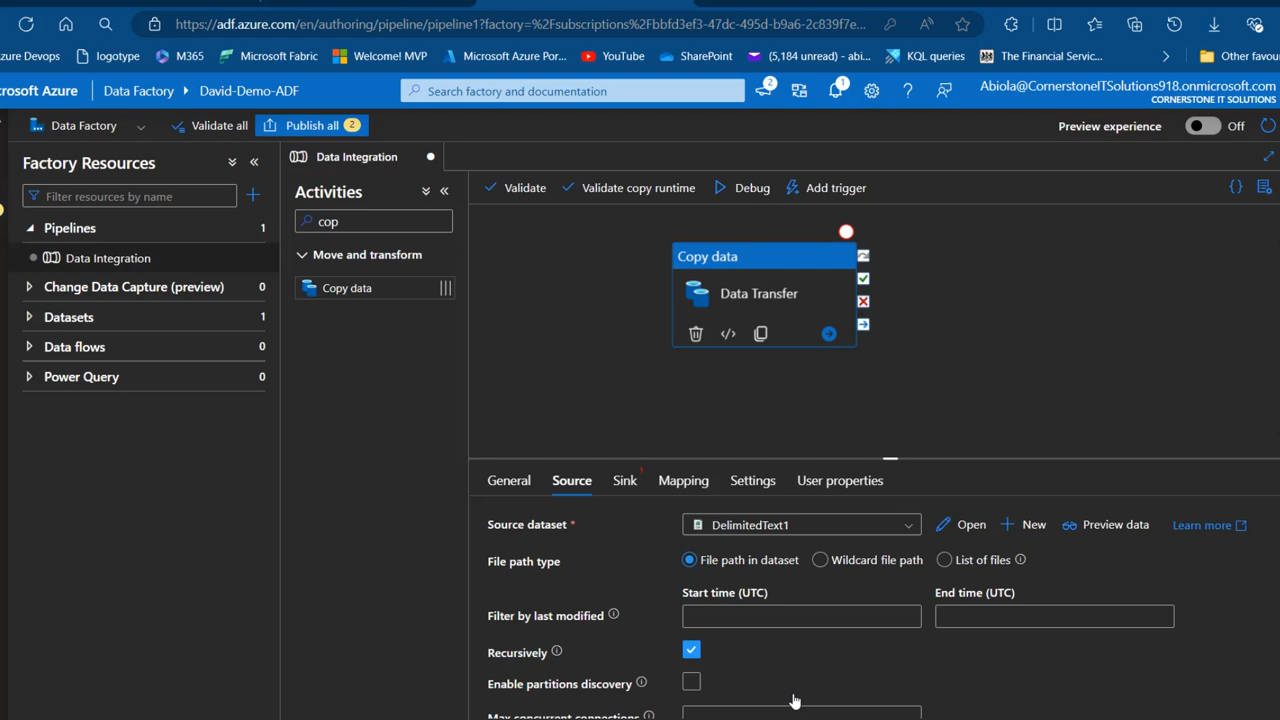 https://adf.azure.com/en/authoring/pipeline/pipeline1?factory=%2Fsubscriptions%2Fbbfd3ef3-47dc-495d-b9a6-2c839f7e...
zure Devops logotype M365 Microsoft Fabric Welcome! MVP Microsoft Azure Por... YouTube SharePoint (5,184 unread) - abi... KQL queries The Financial Servic... Other favou
rosoft Azure Data Factory David-Demo-ADF Search factory and documentation 2 1 Abiola@CornerstoneITSolutions918.onmicrosoft.com
CORNERSTONE IT SOLUTIONS
Data Factory Validate all Publish all 2 Preview experience Off
Factory Resources Data Integration
Activities Validate Validate copy runtime Debug Add trigger
Filter resources by name cop
Pipelines 1
Data Integration Move and transform Copy data
Change Data Capture (preview) 0 Copy data Data Transfer
Datasets 1
Data flows 0
Power Query 0
General Source Sink Mapping Settings User properties
Source dataset * DelimitedText1 Open New Preview data Learn more
File path type File path in dataset Wildcard file path List of files
Start time (UTC) End time (UTC)
Filter by last modified
Recursively
Enable partitions discovery
Max concurrent connections